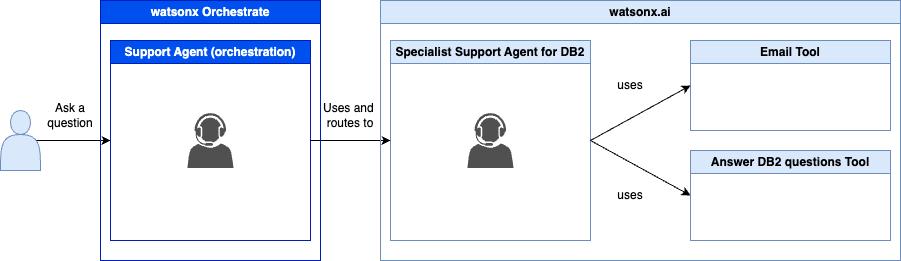 watsonx Orchestrate
watsonx.ai
Support Agent (orchestration)
Specialist Support Agent for DB2
Email Tool
Ask a
question
Uses and
routes to
uses
uses
Answer DB2 questions Tool